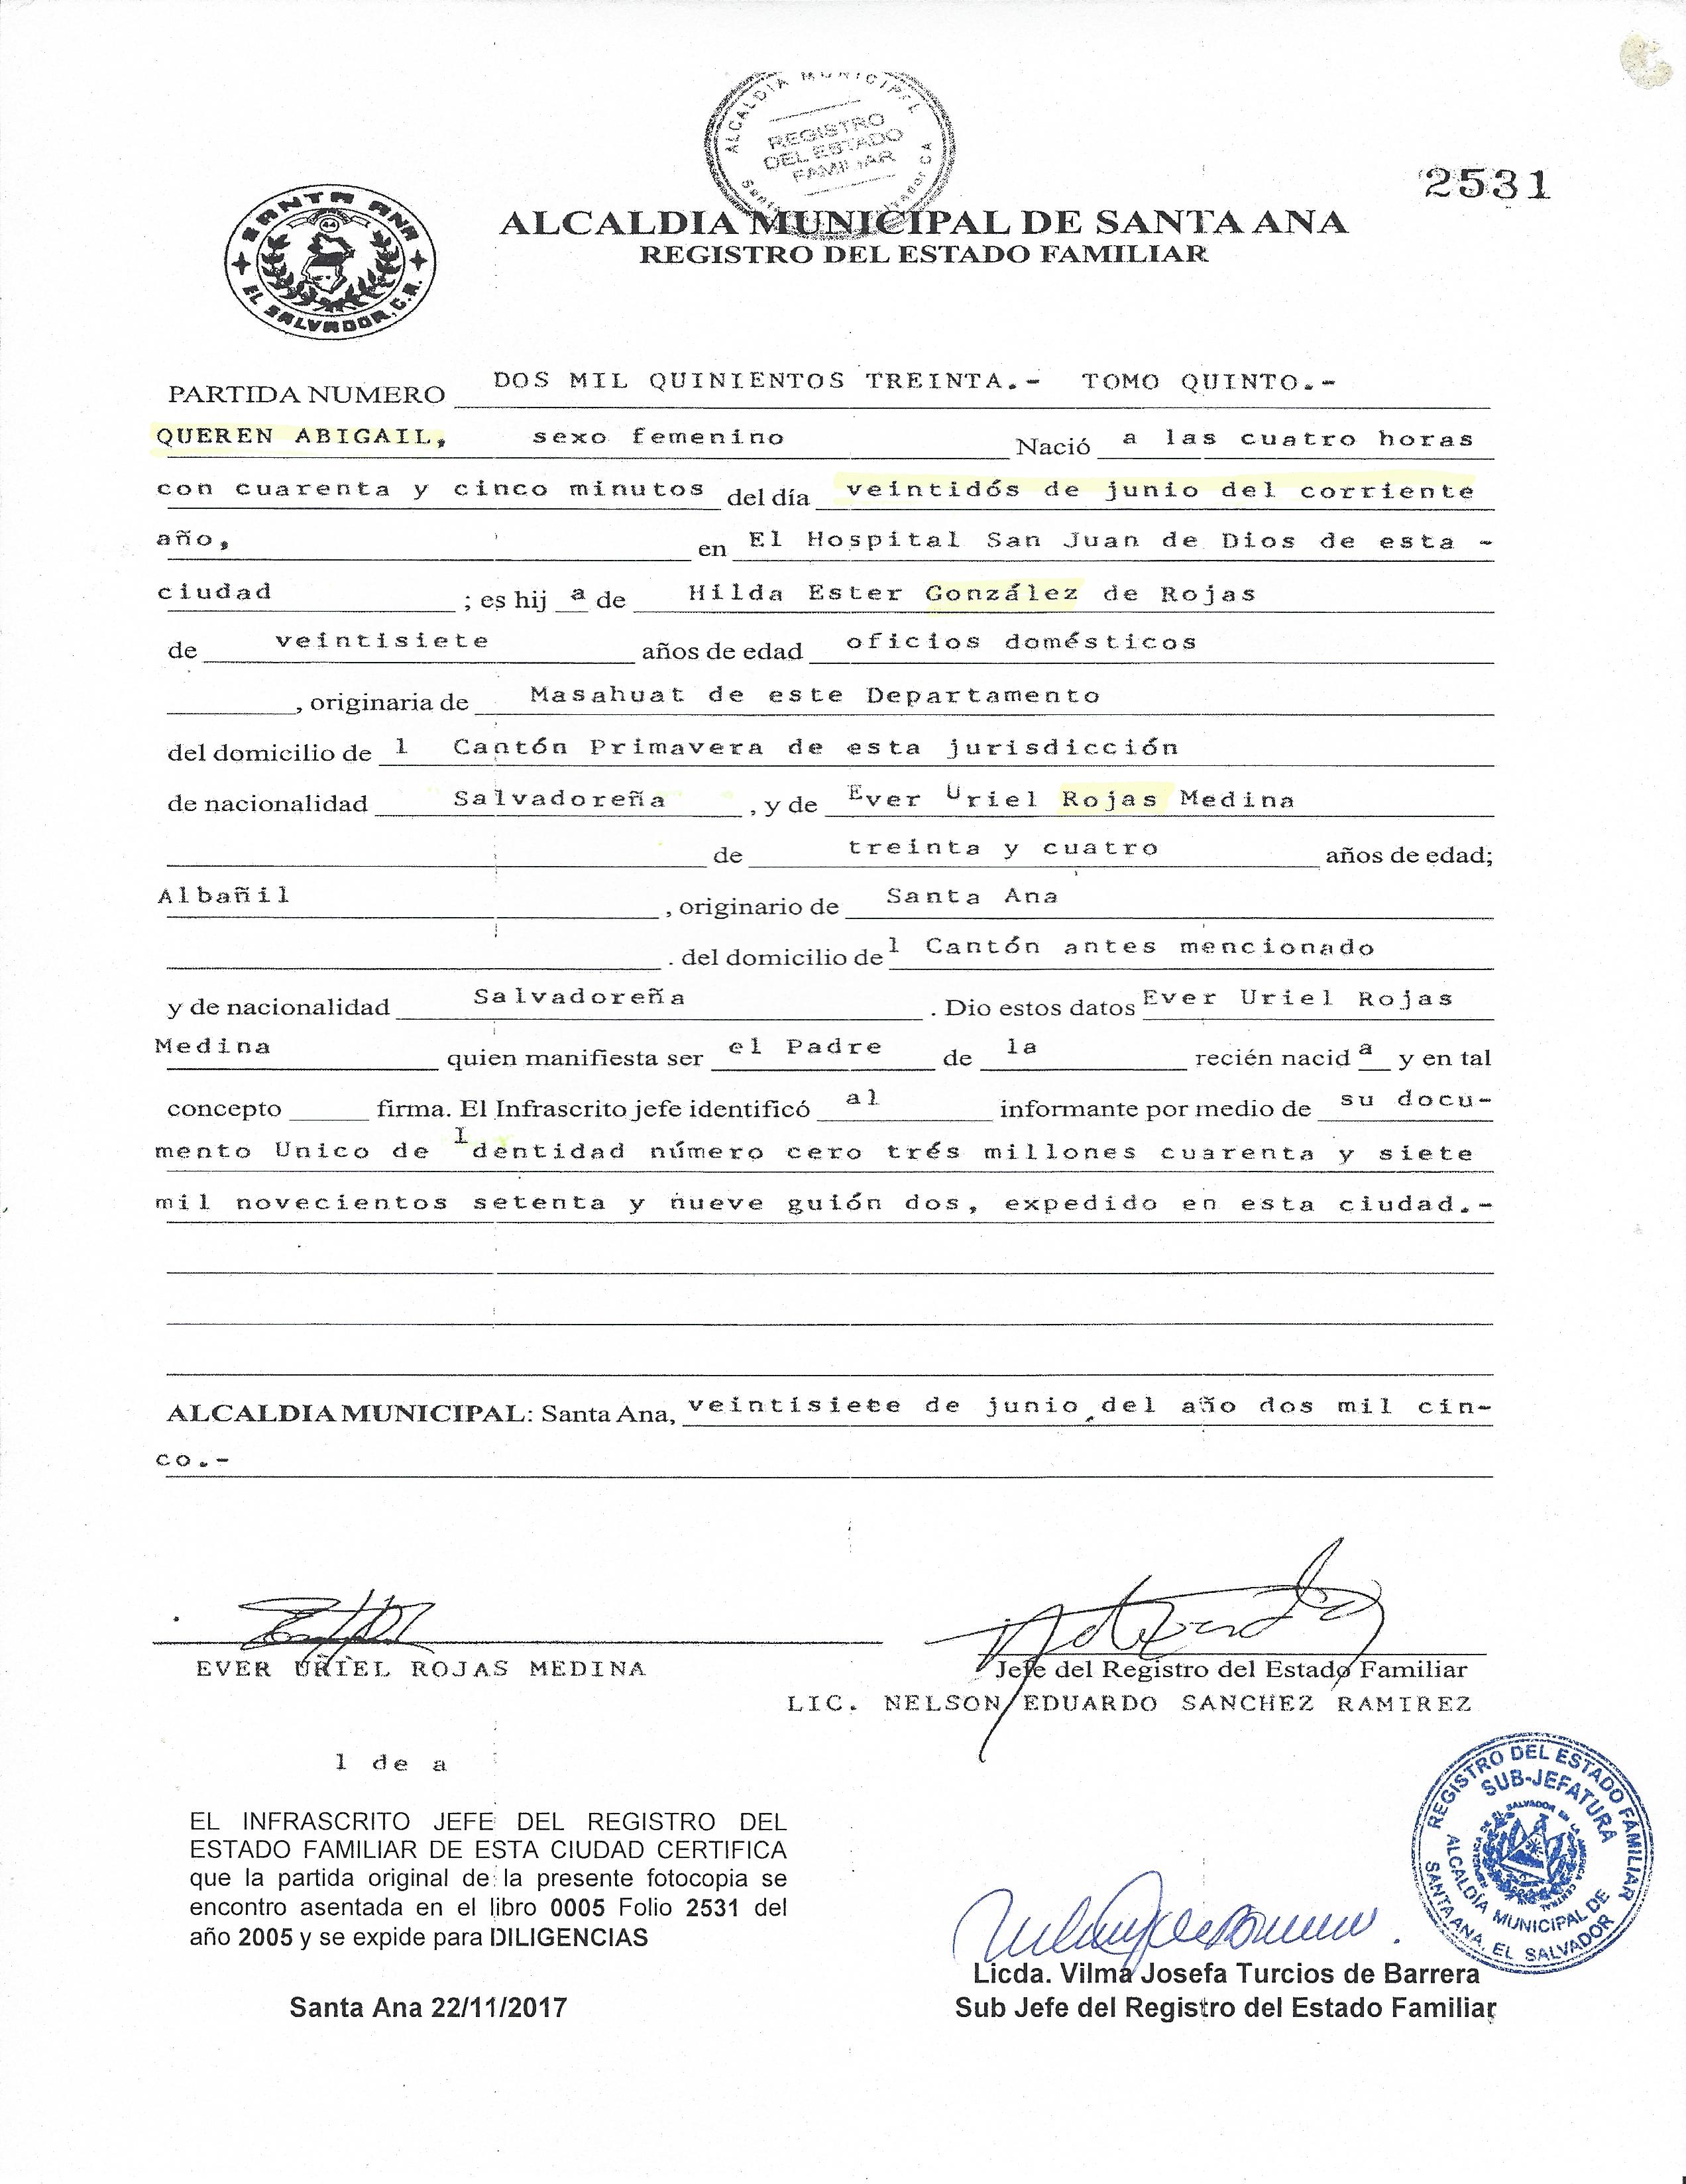 ALCALDIA MUNICIPAL
REGISTRO
DEL ESTADO
FAMILIAR
2531
SANTA ANA
EL SALVADOR, C.A.
ALCALDIA MUNICIPAL DE SANTA ANA
REGISTRO DEL ESTADO FAMILIAR
PARTIDA NUMERO DOS MIL QUINIENTOS TREINTA.- TOMO QUINTO.-
QUEREN ABIGAIL, sexo femenino Nació a las cuatro horas
con cuarenta y cinco minutos del día veintidós de junio del corriente
año, en El Hospital San Juan de Dios de esta -
ciudad ; es hij a de Hilda Ester González de Rojas
de veintisiete años de edad oficios domésticos
, originaria de Masahuat de este Departamento
del domicilio de l Cantón Primavera de esta jurisdicción
de nacionalidad Salvadoreña , y de Ever Uriel Rojas Medina
de treinta y cuatro años de edad;
Albañil , originario de Santa Ana
. del domicilio de l Cantón antes mencionado
y de nacionalidad Salvadoreña . Dio estos datos Ever Uriel Rojas
Medina quien manifiesta ser el Padre de la recién nacid a y en tal
concepto firma. El Infrascrito jefe identificó al informante por medio de su docu-
mento Unico de Identidad número cero trés millones cuarenta y siete
mil novecientos setenta y nueve guión dos, expedido en esta ciudad.-
ALCALDIA MUNICIPAL: Santa Ana, veintisiete de junio del año dos mil cin-
co.-
EVER URIEL ROJAS MEDINA
Jefe del Registro del Estado Familiar
LIC. NELSON EDUARDO SANCHEZ RAMIREZ
l de a
EL INFRASCRITO JEFE DEL REGISTRO DEL
ESTADO FAMILIAR DE ESTA CIUDAD CERTIFICA
que la partida original de la presente fotocopia se
encontro asentada en el libro 0005 Folio 2531 del
año 2005 y se expide para DILIGENCIAS
Santa Ana 22/11/2017
REGISTRO DEL ESTADO FAMILIAR
SUB-JEFATURA
ALCALDÍA MUNICIPAL DE
SANTA ANA, EL SALVADOR
Licda. Vilma Josefa Turcios de Barrera
Sub Jefe del Registro del Estado Familiar